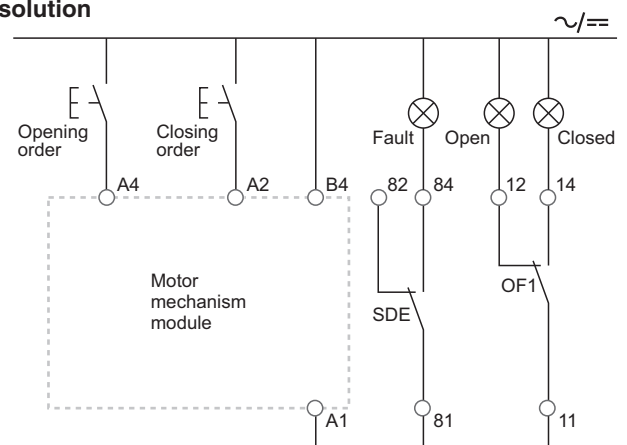 solution
~/⎓
Opening
order
Closing
order
Fault
Open
Closed
A4
A2
B4
82
84
12
14
Motor
mechanism
module
SDE
OF1
A1
81
11